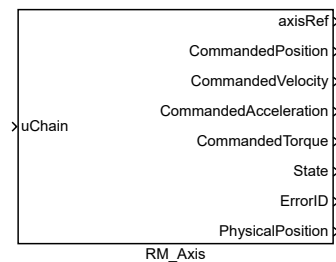 axisRef
CommandedPosition
CommandedVelocity
uChain
CommandedAcceleration
CommandedTorque
State
ErrorID
PhysicalPosition
RM_Axis